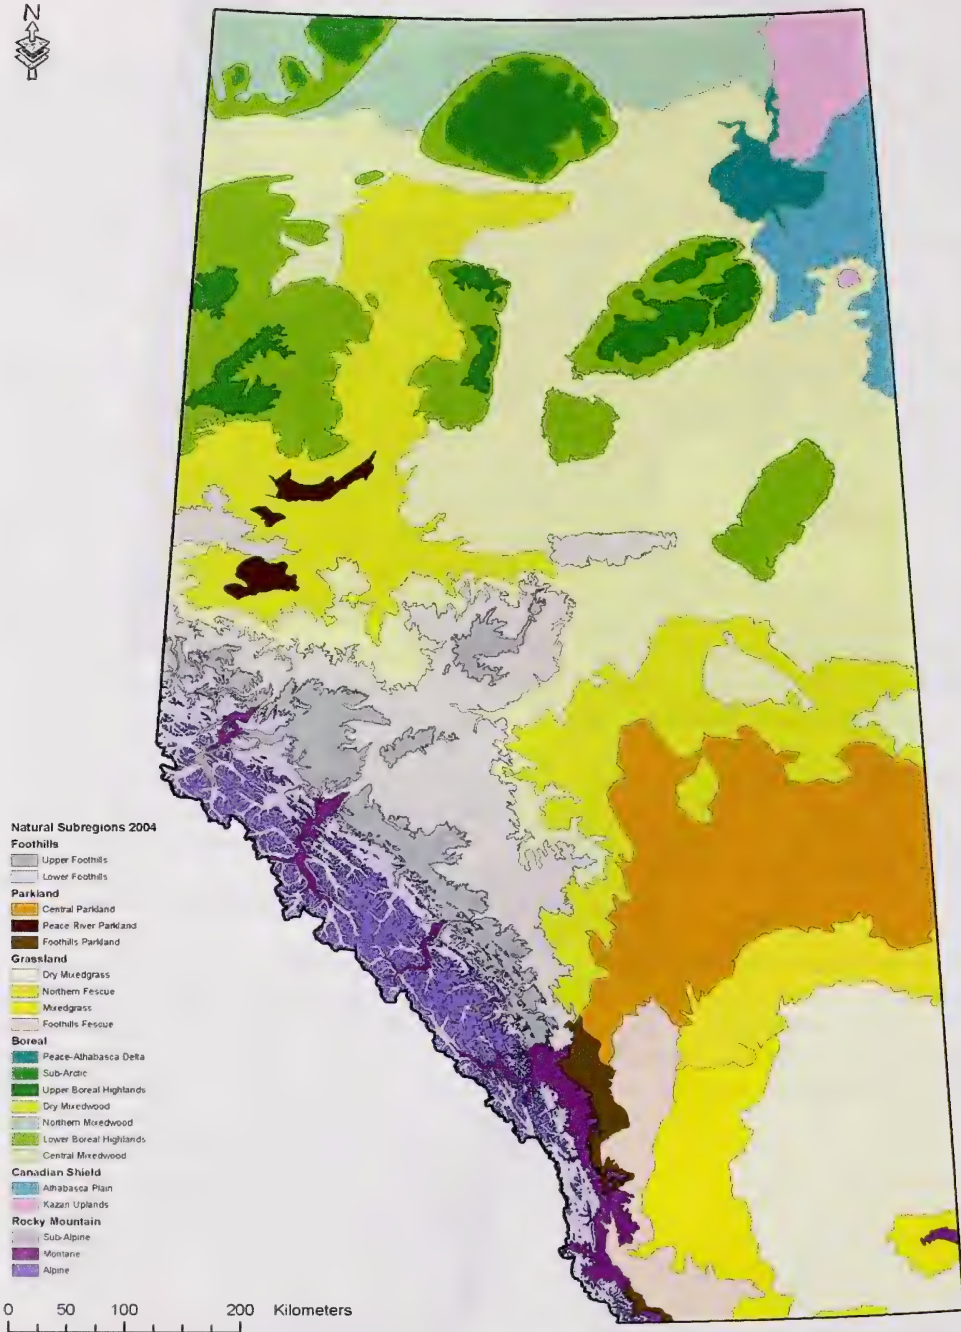 N
Natural Subregions 2004
Foothills
Upper Foothills
Lower Foothills
Parkland
Central Parkland
Peace River Parkland
Foothills Parkland
Grassland
Dry Mixedgrass
Northern Fescue
Mixedgrass
Foothills Fescue
Boreal
Peace-Athabasca Delta
Sub-Arctic
Upper Boreal Highlands
Dry Mixedwood
Northern Mixedwood
Lower Boreal Highlands
Central Mixedwood
Canadian Shield
Athabasca Plain
Kazan Uplands
Rocky Mountain
Sub-Alpine
Montane
Alpine
0 50 100 200 Kilometers